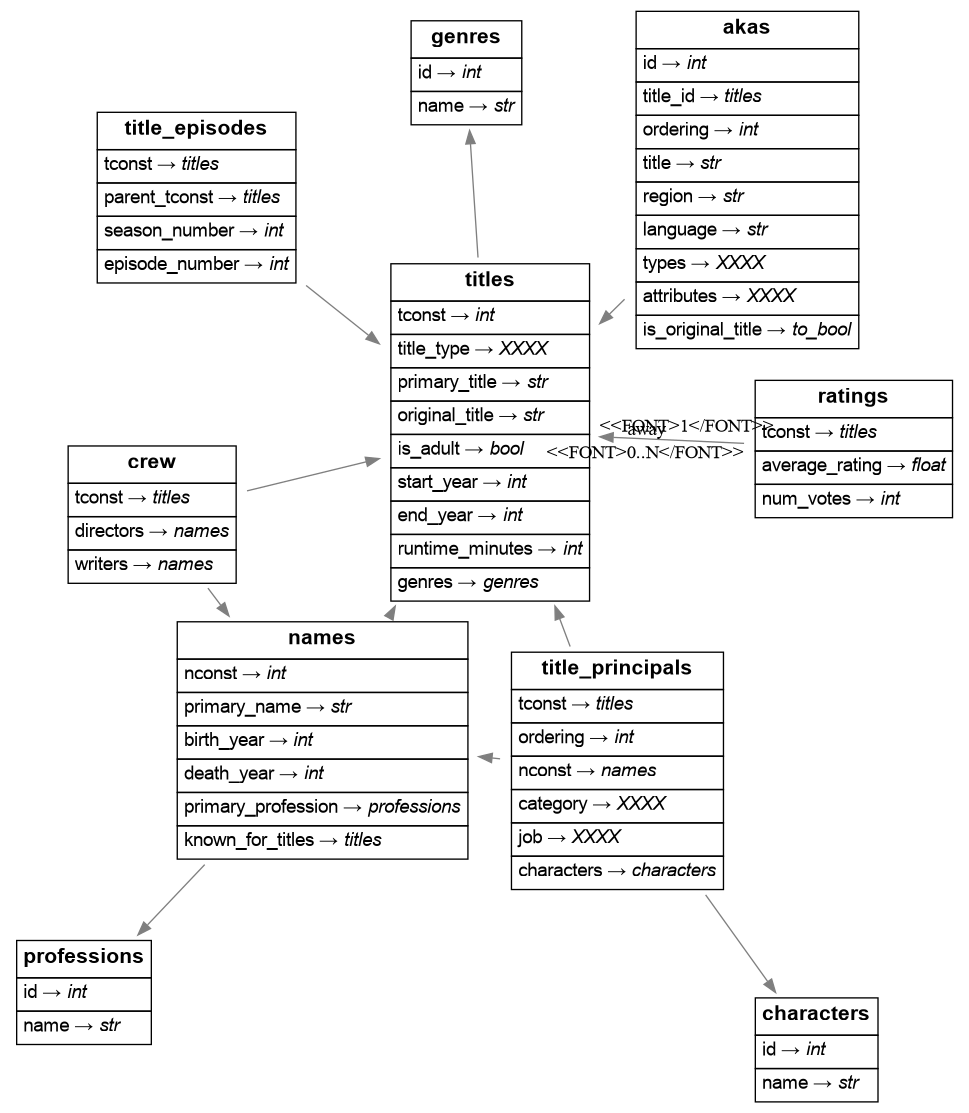 genres
id → int
name → str
akas
id → int
title_id → titles
ordering → int
title → str
region → str
language → str
types → XXXX
attributes → XXXX
is_original_title → to_bool
title_episodes
tconst → titles
parent_tconst → titles
season_number → int
episode_number → int
titles
tconst → int
title_type → XXXX
primary_title → str
original_title → str
is_adult → bool
start_year → int
end_year → int
runtime_minutes → int
genres → genres
<<FONT>1</FONT>>
away
<<FONT>0..N</FONT>>
ratings
tconst → titles
average_rating → float
num_votes → int
crew
tconst → titles
directors → names
writers → names
names
nconst → int
primary_name → str
birth_year → int
death_year → int
primary_profession → professions
known_for_titles → titles
title_principals
tconst → titles
ordering → int
nconst → names
category → XXXX
job → XXXX
characters → characters
professions
id → int
name → str
characters
id → int
name → str